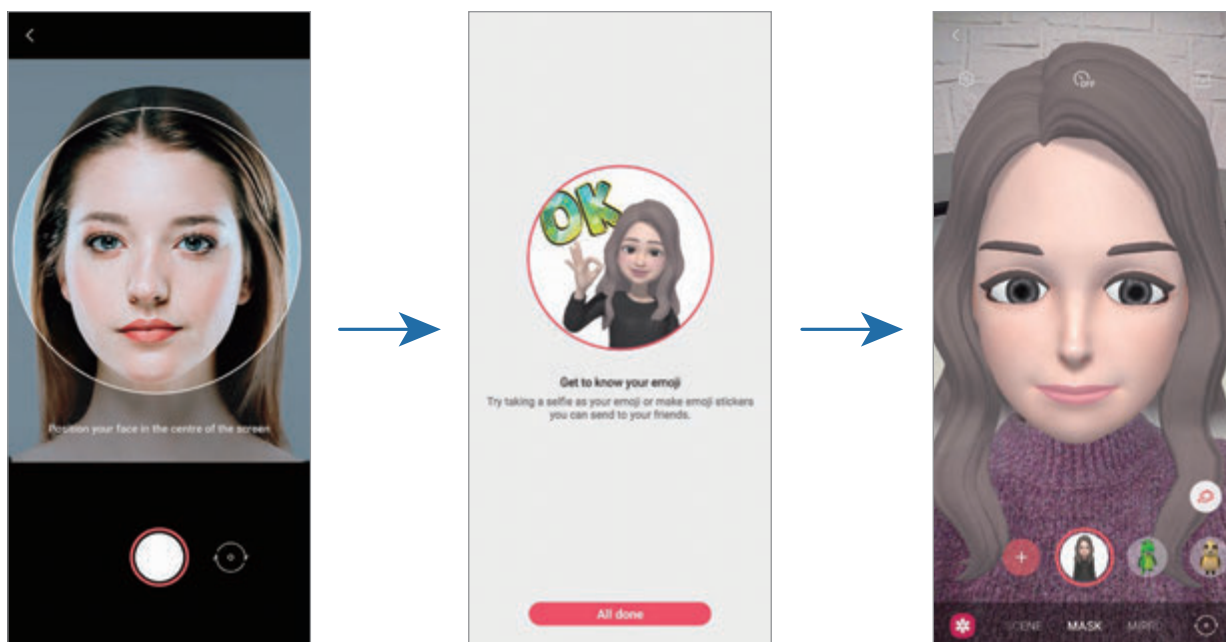 Position your face in the centre of the screen
OK
Get to know your emoji
Try taking a selfie as your emoji or make emoji stickers
you can send to your friends.
All done
OFF
SCENE
MASK